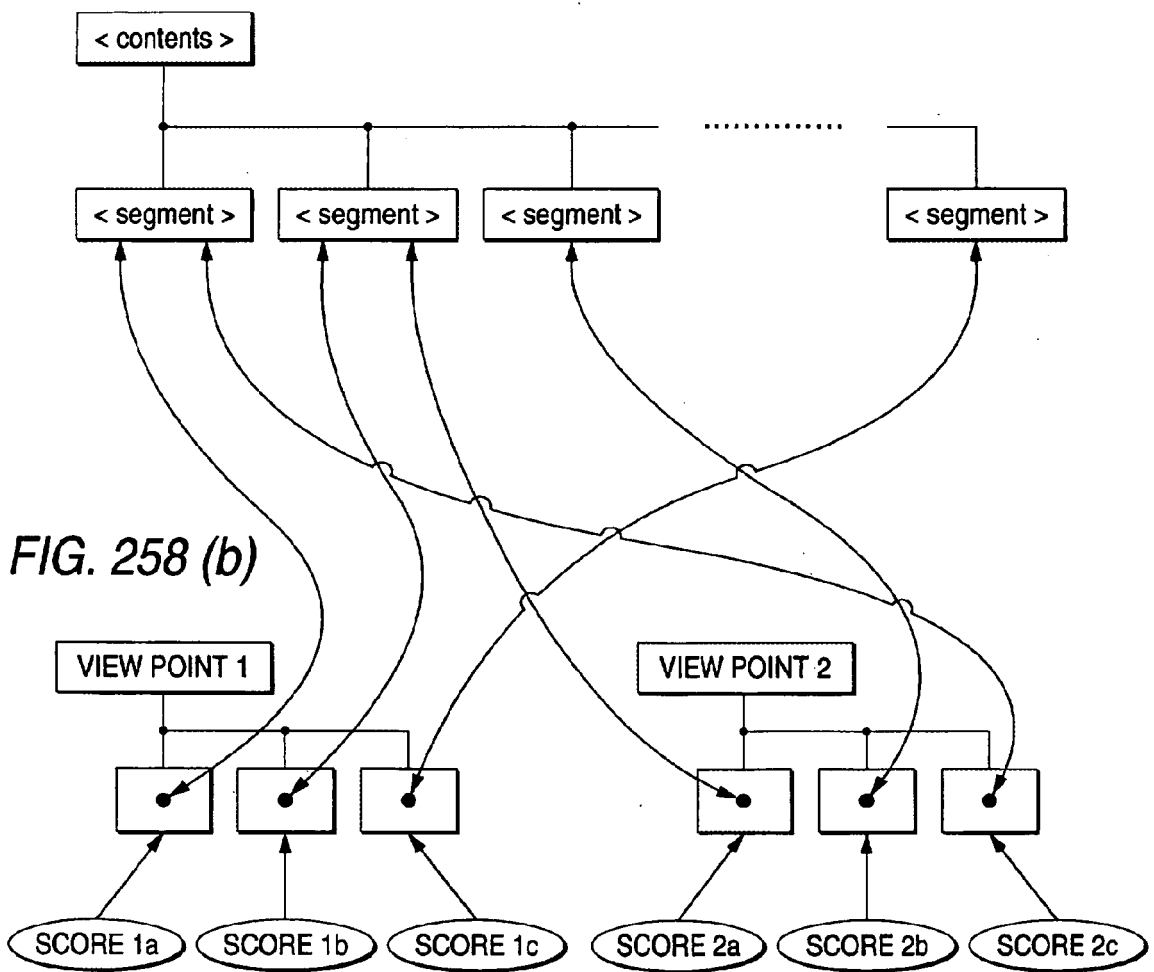 < contents >
< segment > < segment > < segment > < segment >
FIG. 258 (b)
VIEW POINT 1 VIEW POINT 2
SCORE 1a SCORE 1b SCORE 1c SCORE 2a SCORE 2b SCORE 2c